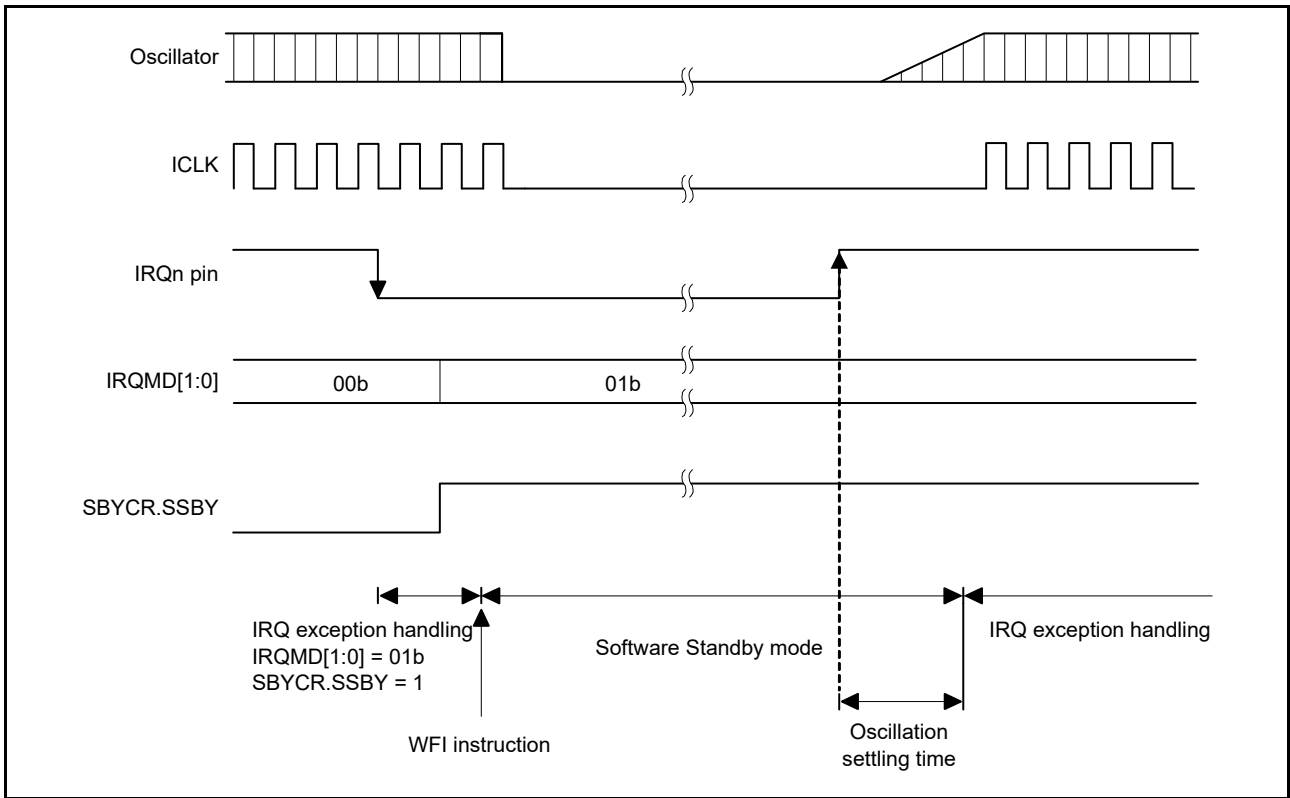 Oscillator
ICLK
IRQn pin
IRQMD[1:0]
00b
01b
SBYCR.SSBY
IRQ exception handling
IRQMD[1:0] = 01b
SBYCR.SSBY = 1
Software Standby mode
IRQ exception handling
WFI instruction
Oscillation
settling time